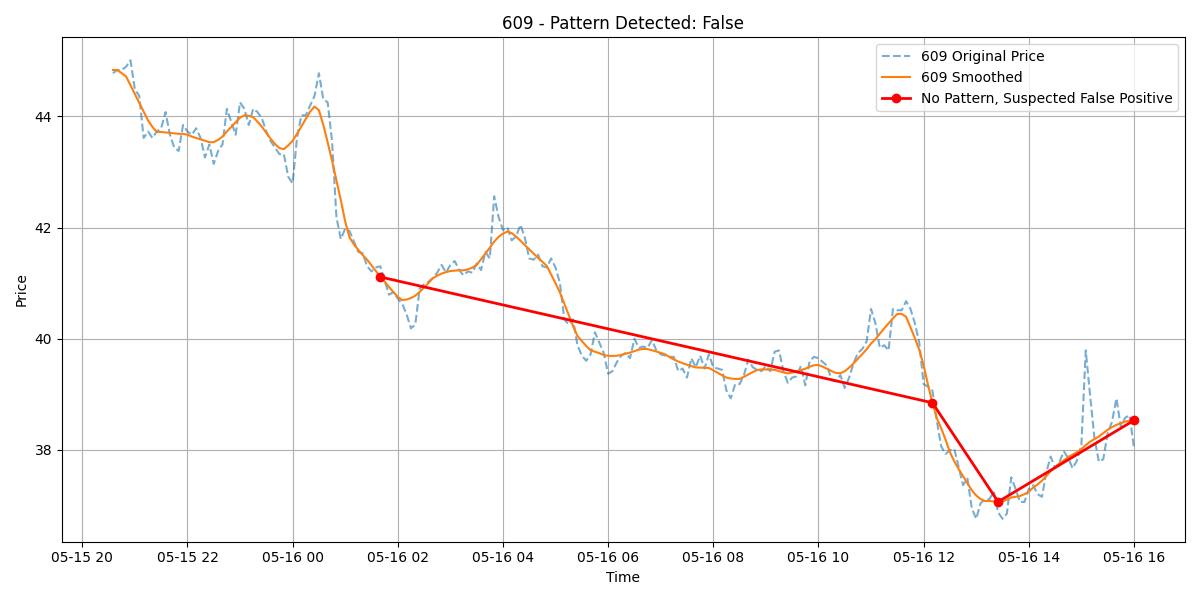 609 - Pattern Detected: False
609 Original Price
609 Smoothed
No Pattern, Suspected False Positive
Price
44
42
40
38
05-15 20
05-15 22
05-16 00
05-16 02
05-16 04
05-16 06
05-16 08
05-16 10
05-16 12
05-16 14
05-16 16
Time